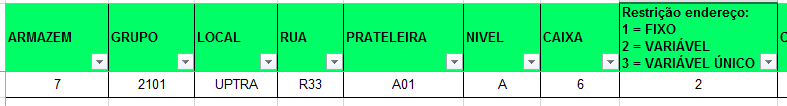 ARMAZEM GRUPO LOCAL RUA PRATELEIRA NIVEL CAIXA Restrição endereço:
1 = FIXO
2 = VARIÁVEL
3 = VARIÁVEL ÚNICO
7 2101 UPTRA R33 A01 A 6 2